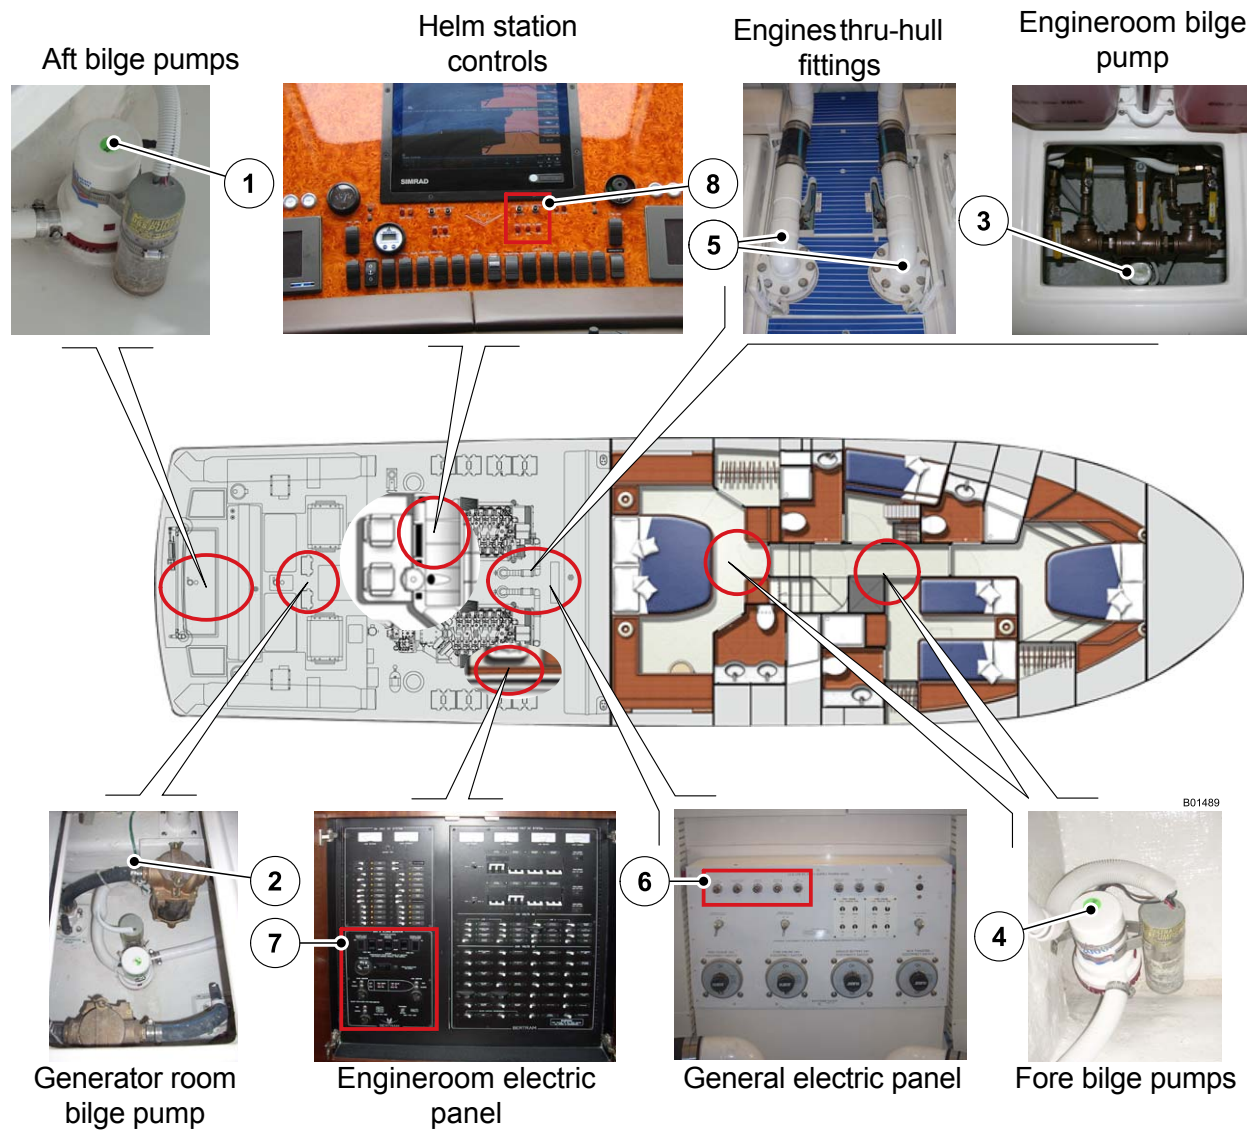 Helm station
controls
Engines thru-hull
fittings
Engineroom bilge
pump
Aft bilge pumps
1
SIMRAD
8
5
3
B01489
2
7
BERTRAM
6
4
Generator room
bilge pump
Engineroom electric
panel
General electric panel
Fore bilge pumps